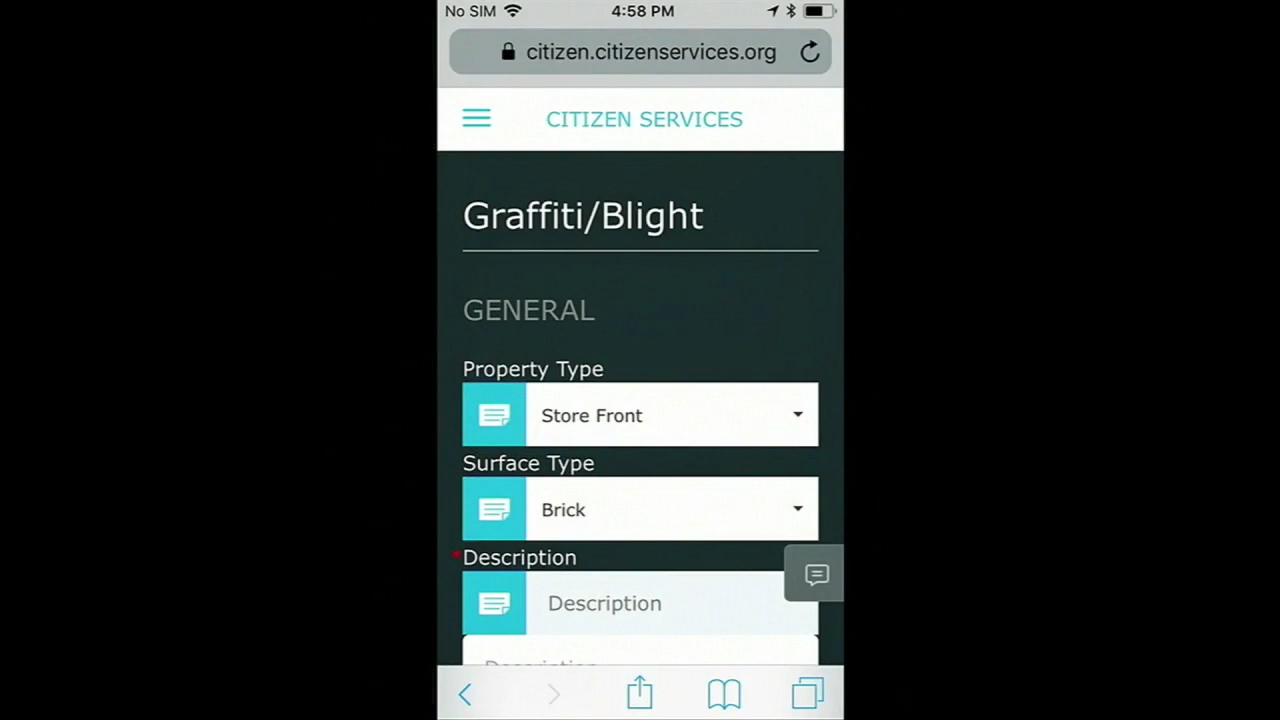 No SIM 4:58 PM
citizen.citizenservices.org
CITIZEN SERVICES
Graffiti/Blight
GENERAL
Property Type
Store Front
Surface Type
Brick
*Description
Description
Description